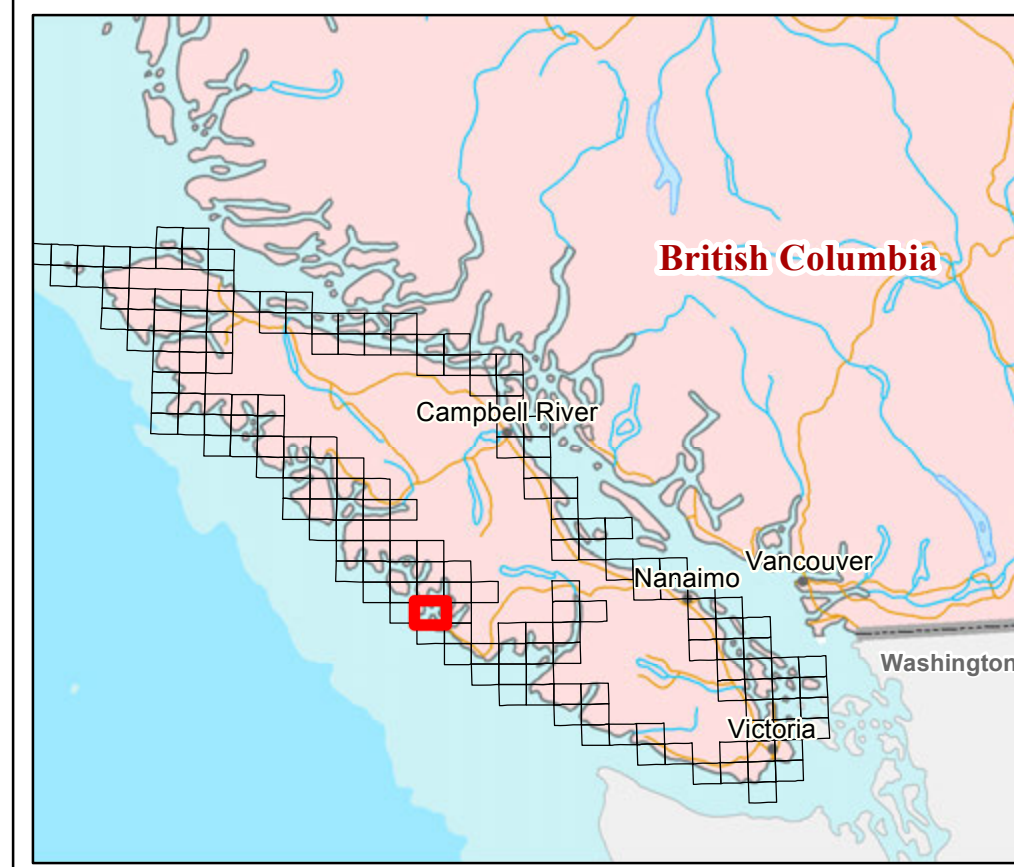 British Columbia
Campbell River
Vancouver
Nanaimo
Washington
Victoria